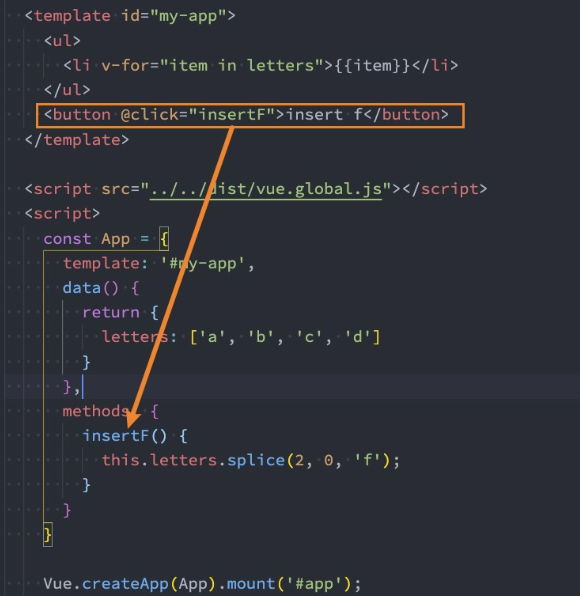 <template id="my-app">
<ul>
<li v-for="item in letters">{{item}}</li>
</ul>
<button @click="insertF">insert f</button>
</template>
<script src="../../dist/vue.global.js"></script>
<script>
const App = {
template: '#my-app',
data() {
return {
letters: ['a', 'b', 'c', 'd']
}
},
methods: {
insertF() {
this.letters.splice(2, 0, 'f');
}
}
}
Vue.createApp(App).mount('#app');